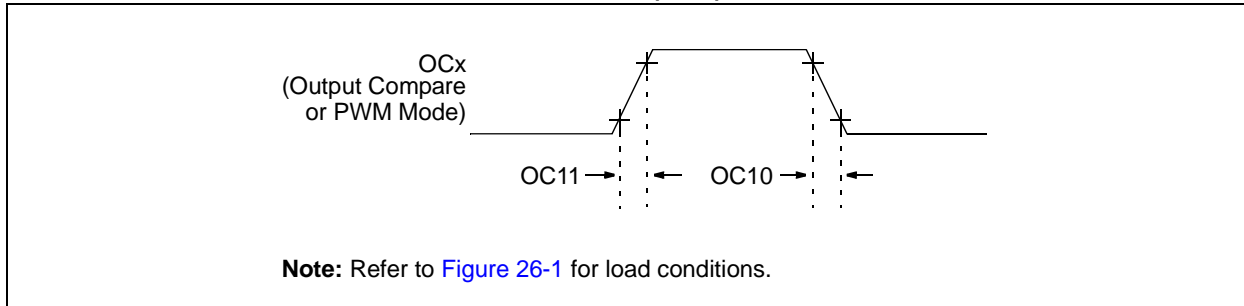 OCx
(Output Compare
or PWM Mode)
OC11 OC10
Note: Refer to Figure 26-1 for load conditions.